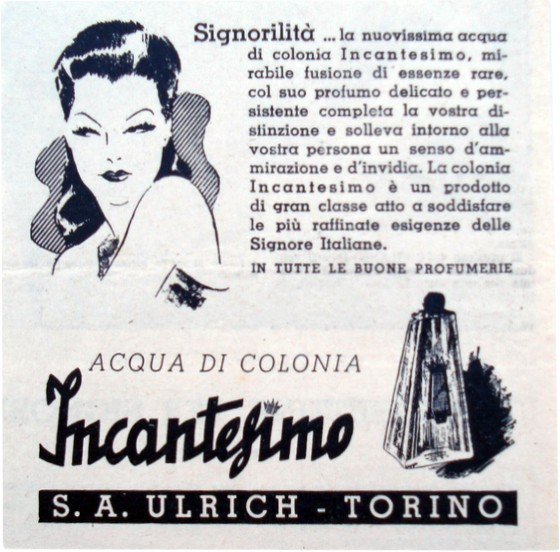 Signorilità ... la nuovissima acqua
di colonia Incantesimo, mi-
rabile fusione di essenze rare,
col suo profumo delicato e per-
sistente completa la vostra di-
stinzione e solleva intorno alla
vostra persona un senso d'am-
mirazione e d'invidia. La colonia
Incantesimo è un prodotto
di gran classe atto a soddisfare
le più raffinate esigenze delle
Signore Italiane.
IN TUTTE LE BUONE PROFUMERIE
ACQUA DI COLONIA
Incantesimo
S. A. ULRICH - TORINO